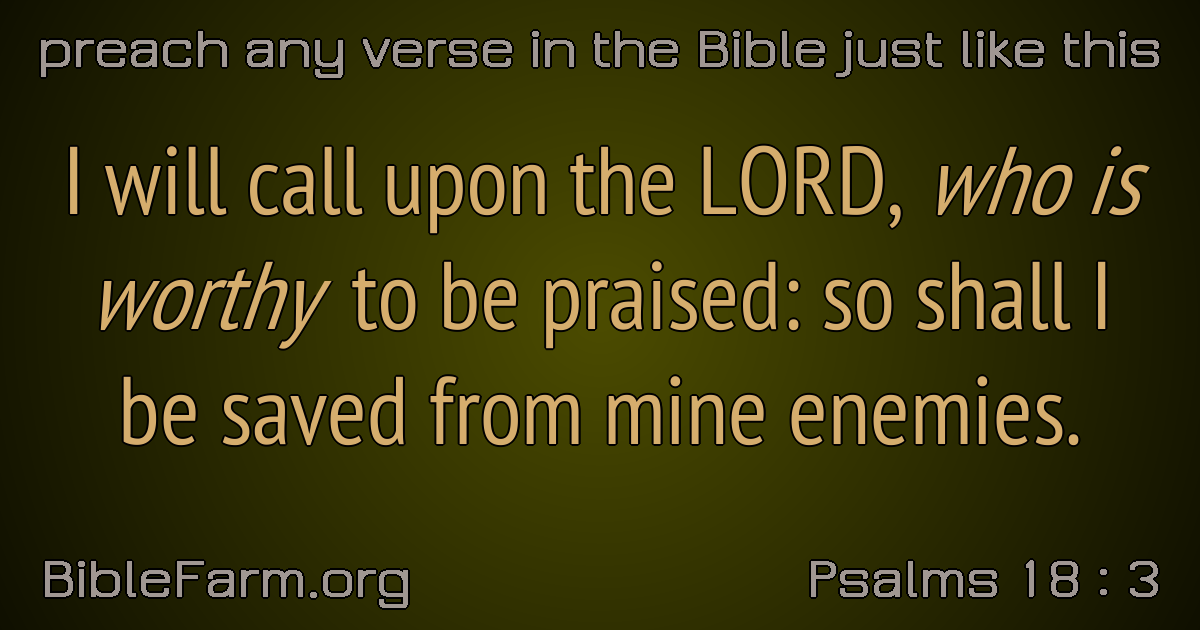 preach any verse in the Bible just like this
I will call upon the LORD, who is
worthy to be praised: so shall I
be saved from mine enemies.
BibleFarm.org
Psalms 18 : 3